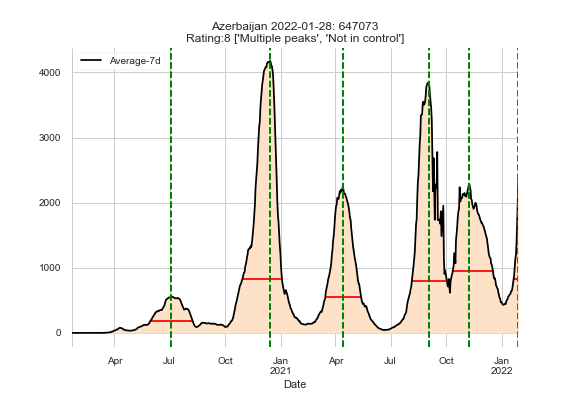 Azerbaijan 2022-01-28: 647073
Rating:8 ['Multiple peaks', 'Not in control']
Average-7d
4000
3000
2000
1000
0
Apr Jul Oct Jan Apr Jul Oct Jan
2021 2022
Date